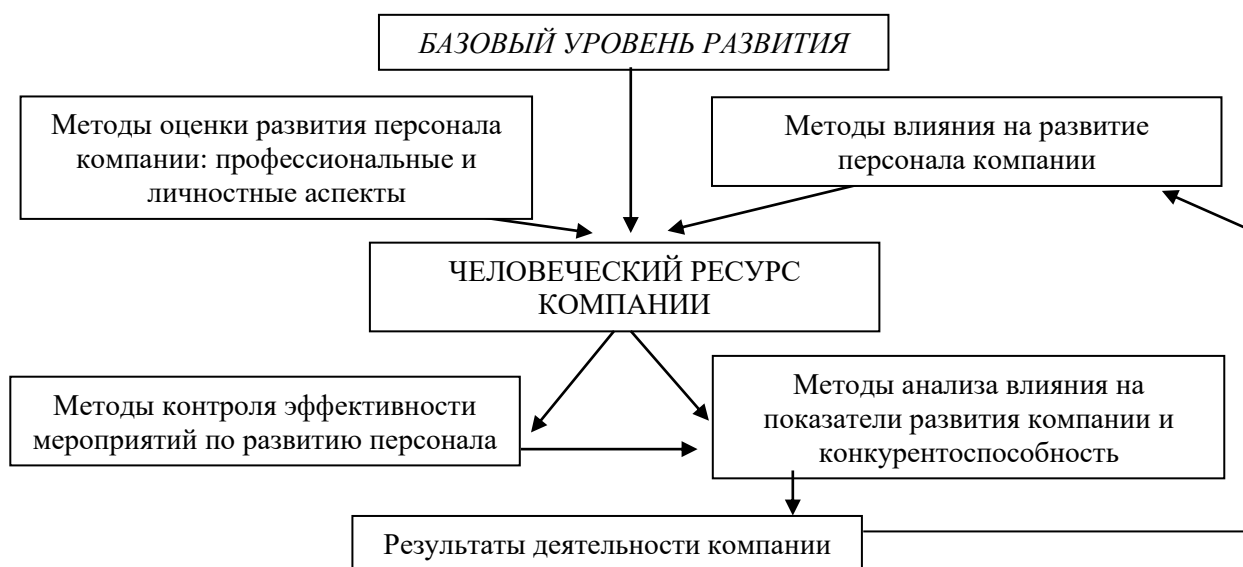 БАЗОВЫЙ УРОВЕНЬ РАЗВИТИЯ
Методы оценки развития персонала
компании: профессиональные и
личностные аспекты
Методы влияния на развитие
персонала компании
ЧЕЛОВЕЧЕСКИЙ РЕСУРС
КОМПАНИИ
Методы контроля эффективности
мероприятий по развитию персонала
Методы анализа влияния на
показатели развития компании и
конкурентоспособность
Результаты деятельности компании